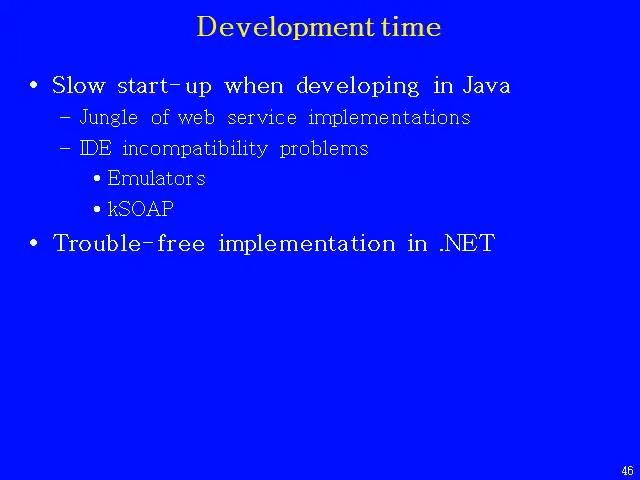 Development time
• Slow start-up when developing in Java
– Jungle of web service implementations
– IDE incompatibility problems
• Emulators
• kSOAP
• Trouble-free implementation in .NET
46